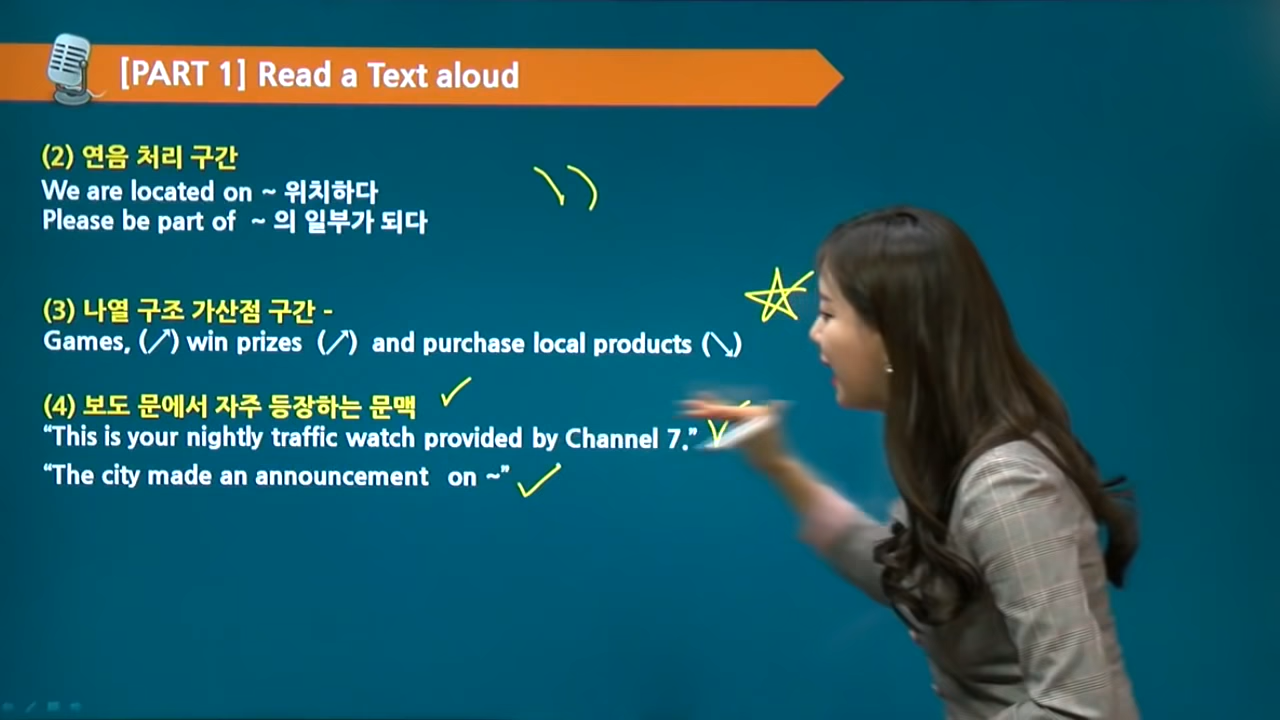 [PART 1] Read a Text aloud
(2) 연음 처리 구간
We are located on ~ 위치하다
Please be part of ~ 의 일부가 되다
(3) 나열 구조 가산점 구간 -
Games, (↗) win prizes (↗) and purchase local products (↘)
(4) 보도 문에서 자주 등장하는 문맥
“This is your nightly traffic watch provided by Channel 7.”
“The city made an announcement on ~”